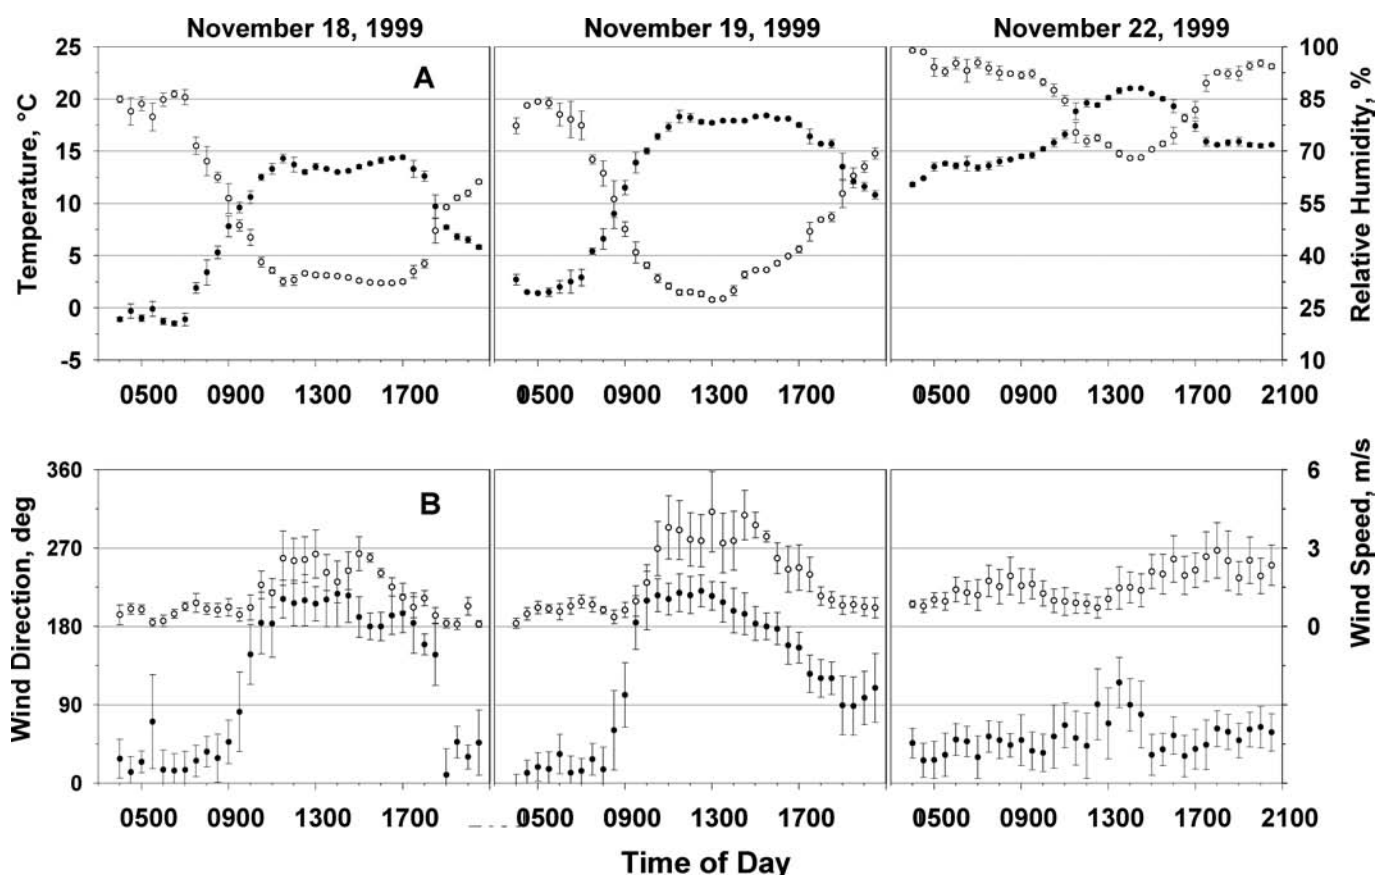 November 18, 1999 November 19, 1999 November 22, 1999
A
Temperature, °C
25
20
15
10
5
0
-5
100
85
70
55
40
25
10
Relative Humidity, %
0500 0900 1300 1700 0500 0900 1300 1700 0500 0900 1300 1700 2100
B
Wind Direction, deg
360
270
180
90
0
6
3
0
Wind Speed, m/s
0500 0900 1300 1700 0500 0900 1300 1700 0500 0900 1300 1700 2100
Time of Day